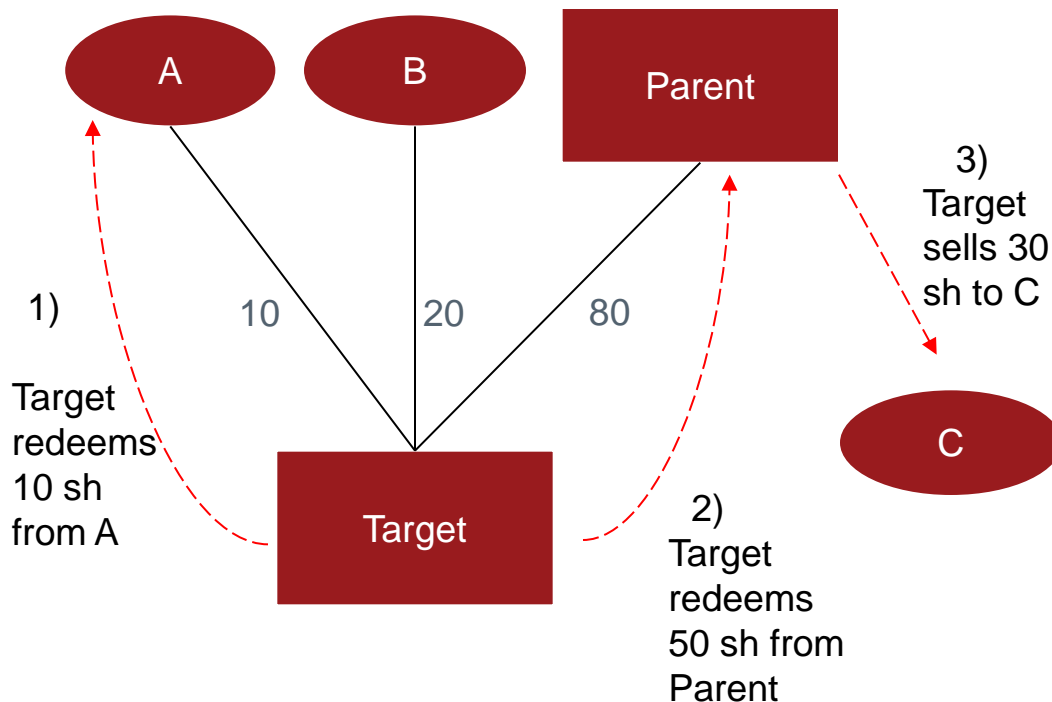 A
B
Parent
3)
Target
sells 30
sh to C
1)
10
20
80
Target
redeems
10 sh
from A
C
Target
2)
Target
redeems
50 sh from
Parent